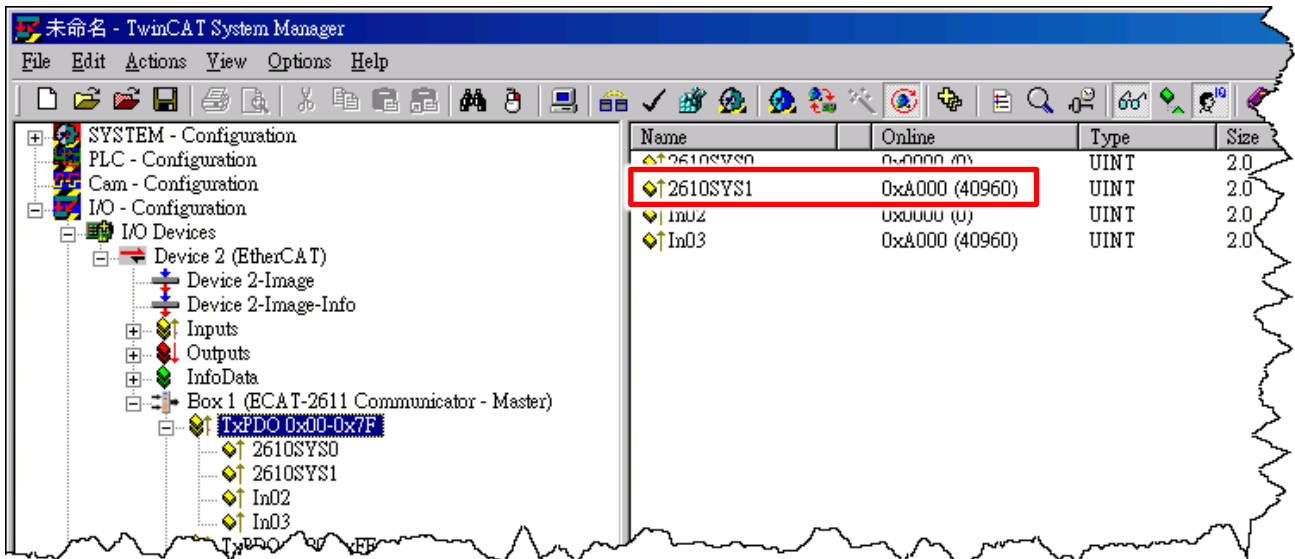 未命名 - TwinCAT System Manager
File Edit Actions View Options Help
SYSTEM - Configuration
PLC - Configuration
Cam - Configuration
I/O - Configuration
I/O Devices
Device 2 (EtherCAT)
Device 2-Image
Device 2-Image-Info
Inputs
Outputs
InfoData
Box 1 (ECAT-2611 Communicator - Master)
TxPDO 0x00-0x7F
2610SYS0
2610SYS1
In02
In03
Name Online Type Size
2610SYS0 0x0000 (0) UINT 2.0
2610SYS1 0xA000 (40960) UINT 2.0
In02 0x0000 (0) UINT 2.0
In03 0xA000 (40960) UINT 2.0